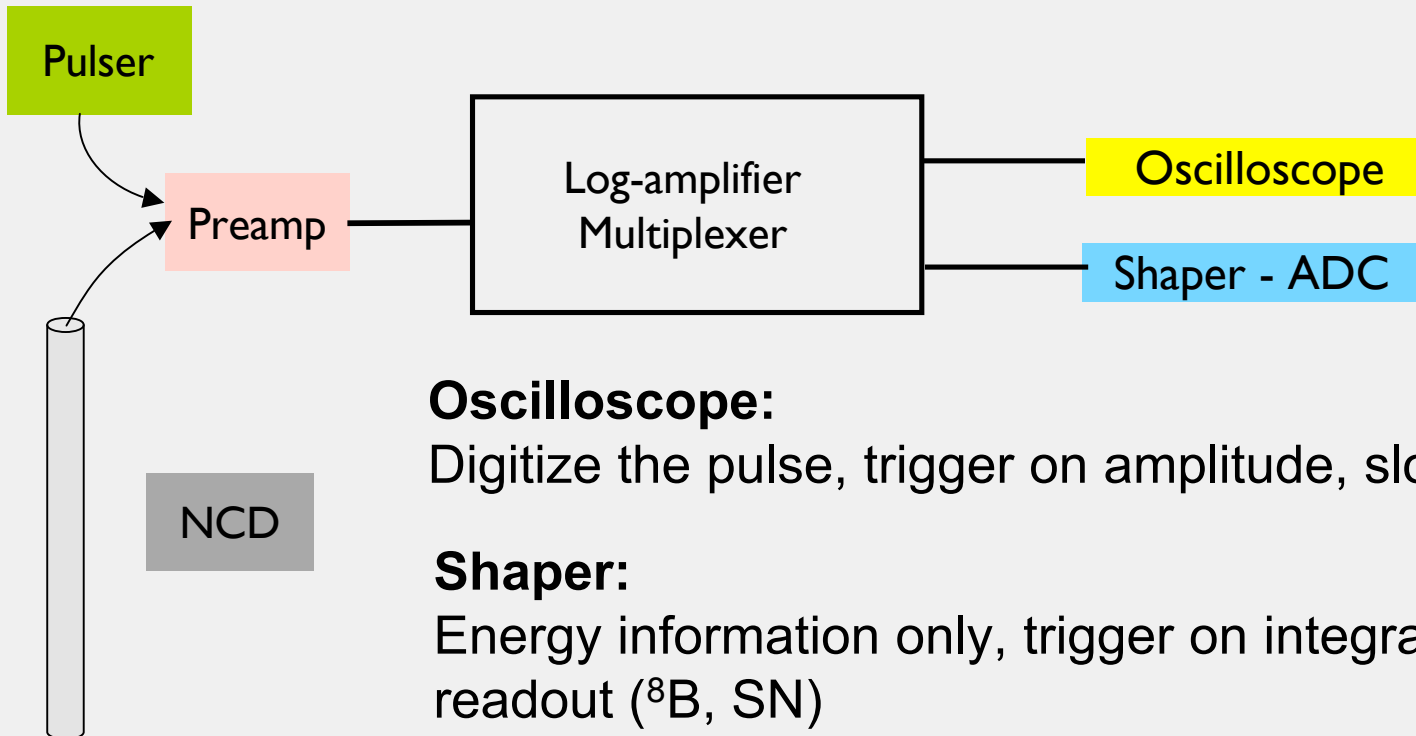 Pulser
Preamp
Log-amplifier
Multiplexer
Oscilloscope
Shaper - ADC
NCD
Oscilloscope:
Digitize the pulse, trigger on amplitude,
Shaper:
Energy information only, trigger on
readout (⁸B, SN)